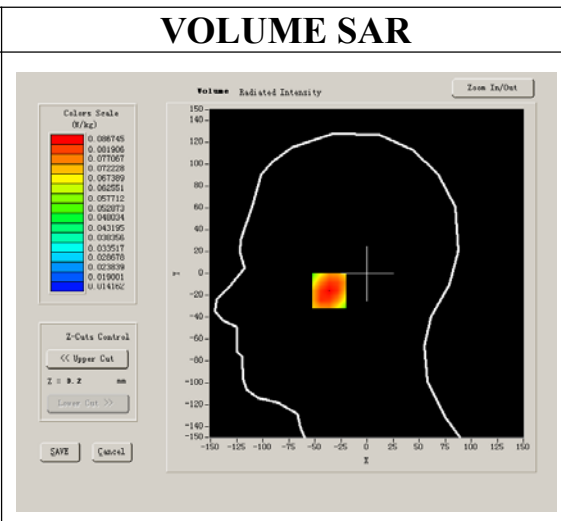 VOLUME SAR
Volume Radiated Intensity
Zoom In/Out
Colors Scale
(W/kg)
0.086745
0.081906
0.077067
0.072228
0.067389
0.062551
0.057712
0.052873
0.048034
0.043195
0.038356
0.033517
0.028678
0.023839
0.019001
0.014162
150
140
120
100
80
60
40
20
0
-20
-40
-60
-80
-100
-120
-140
-150
Y
-150 -125 -100 -75 -50 -25 0 25 50 75 100 125 150
X
Z-Cuts Control
<< Upper Cut
Z = 0.2 mm
Lower Cut >>
SAVE Cancel